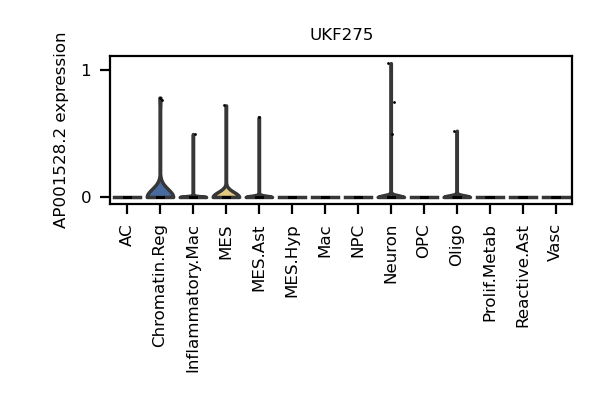 UKF275
AP001528.2 expression
1
0
AC
Chromatin.Reg
Inflammatory.Mac
MES
MES.Ast
MES.Hyp
Mac
NPC
Neuron
OPC
Oligo
Prolif.Metab
Reactive.Ast
Vasc